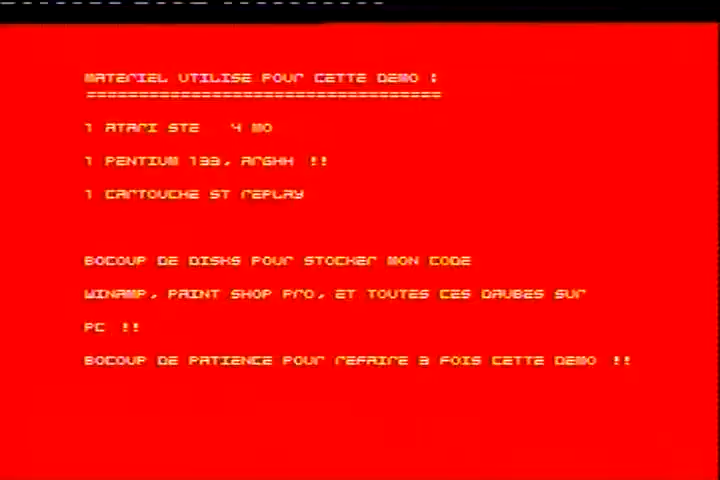 MATERIEL UTILISE POUR CETTE DEMO :
==================================
1 ATARI STE 4 MO
1 PENTIUM 133, ARGHH !!
1 CARTOUCHE ST REPLAY
BOCOUP DE DISKS POUR STOCKER MON CODE
WINAMP, PAINT SHOP PRO, ET TOUTES CES DAUBES SUR
PC !!
BOCOUP DE PATIENCE POUR REFAIRE 3 FOIS CETTE DEMO !!